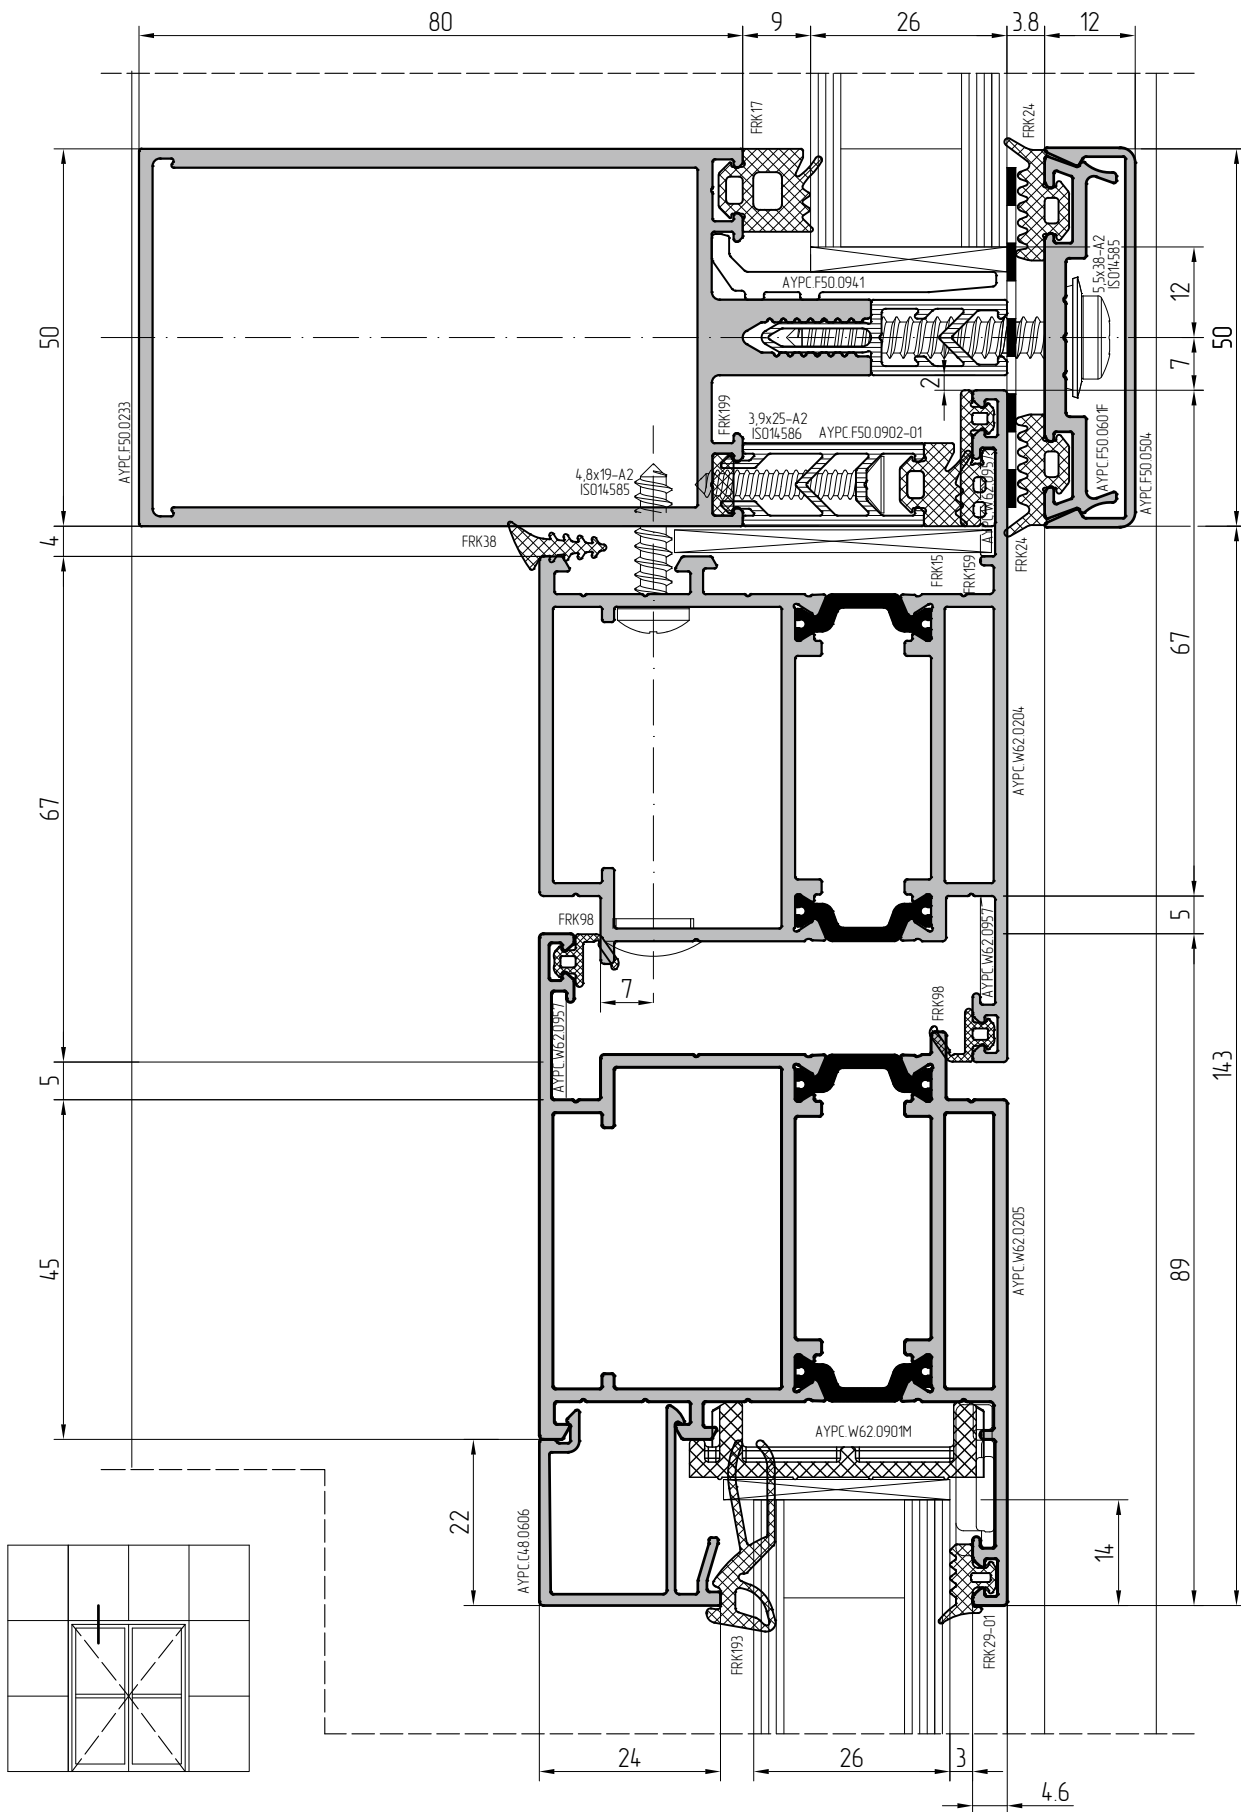 80
9
26
3.8
12
FRK17
FRK24
5,5x38-A2
ISO14585
AYPC.F50.0941
12
50
50
7
2
AYPC.F50.0233
FRK199
3,9x25-A2
ISO14586
AYPC.F50.0902-01
4,8x19-A2
ISO14585
AYPC.W62.0957
AYPC.F50.0601F
AYPC.F50.0504
4
FRK38
FRK15
FRK159
FRK24
67
67
AYPC.W62.0204
5
FRK98
AYPC.W62.0957
7
FRK98
AYPC.W62.0957
5
143
45
AYPC.W62.0205
89
AYPC.W62.0901M
22
AYPC.C48.0606
14
FRK193
FRK29-01
24
26
3
4.6